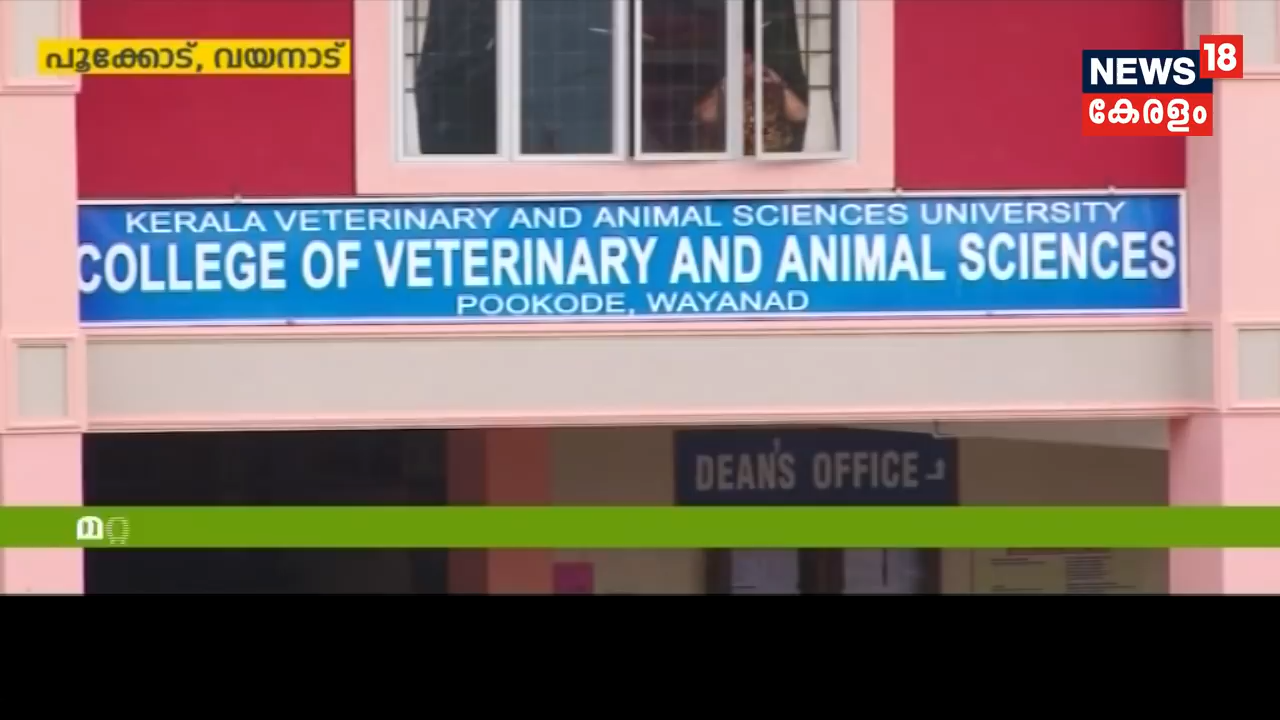 പൂക്കോട്, വയനാട്
NEWS 18
കേരളം
KERALA VETERINARY AND ANIMAL SCIENCES UNIVERSITY
COLLEGE OF VETERINARY AND ANIMAL SCIENCES
POOKODE, WAYANAD
DEAN'S OFFICE